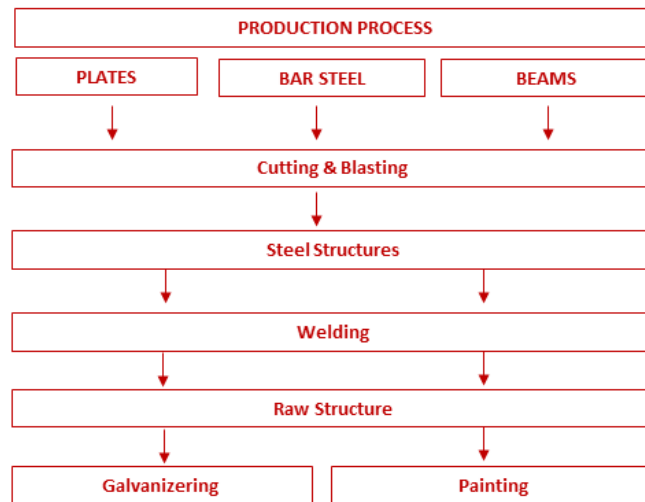 PRODUCTION PROCESS
PLATES
BAR STEEL
BEAMS
Cutting & Blasting
Steel Structures
Welding
Raw Structure
Galvanizering
Painting